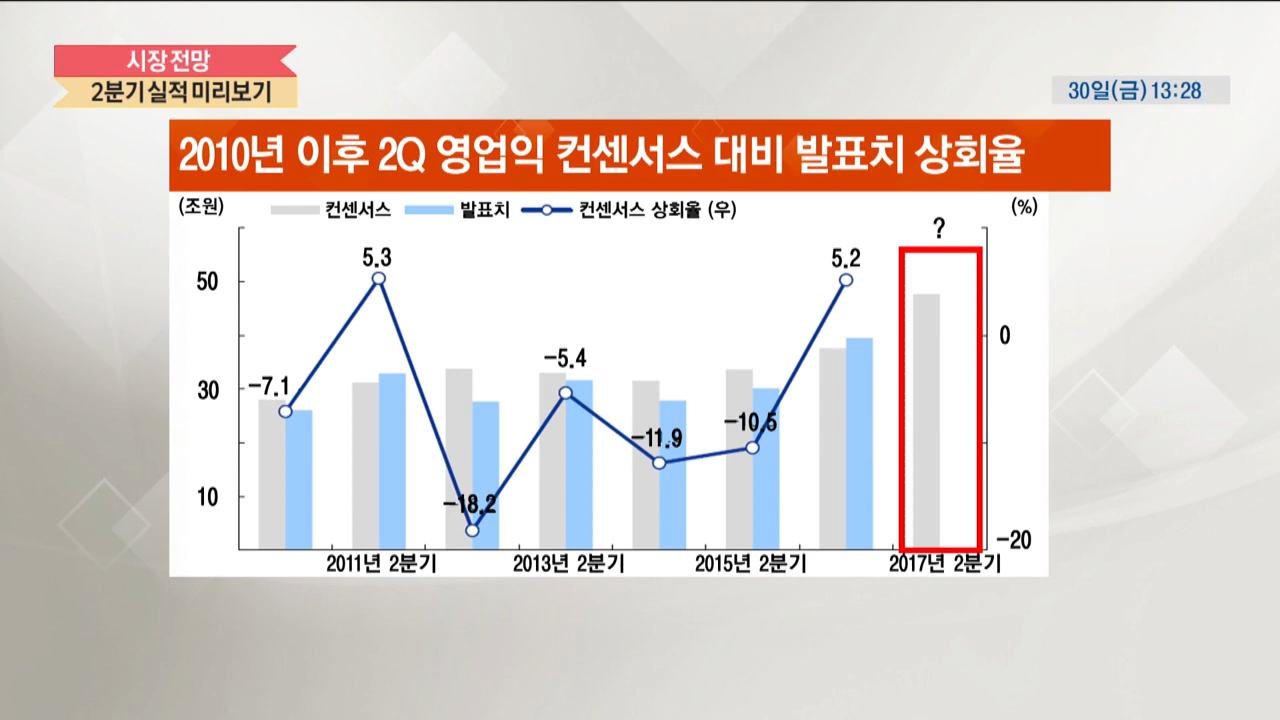 시장 전망
2분기 실적 미리보기
30일(금) 13:28
2010년 이후 2Q 영업익 컨센서스 대비 발표치 상회율
(조원) 컨센서스 발표치 컨센서스 상회율 (우) (%)
?
5.3 5.2
50
0
-5.4
-7.1
30
-10.5
-11.9
-18.2
10
-20
2011년 2분기 2013년 2분기 2015년 2분기 2017년 2분기